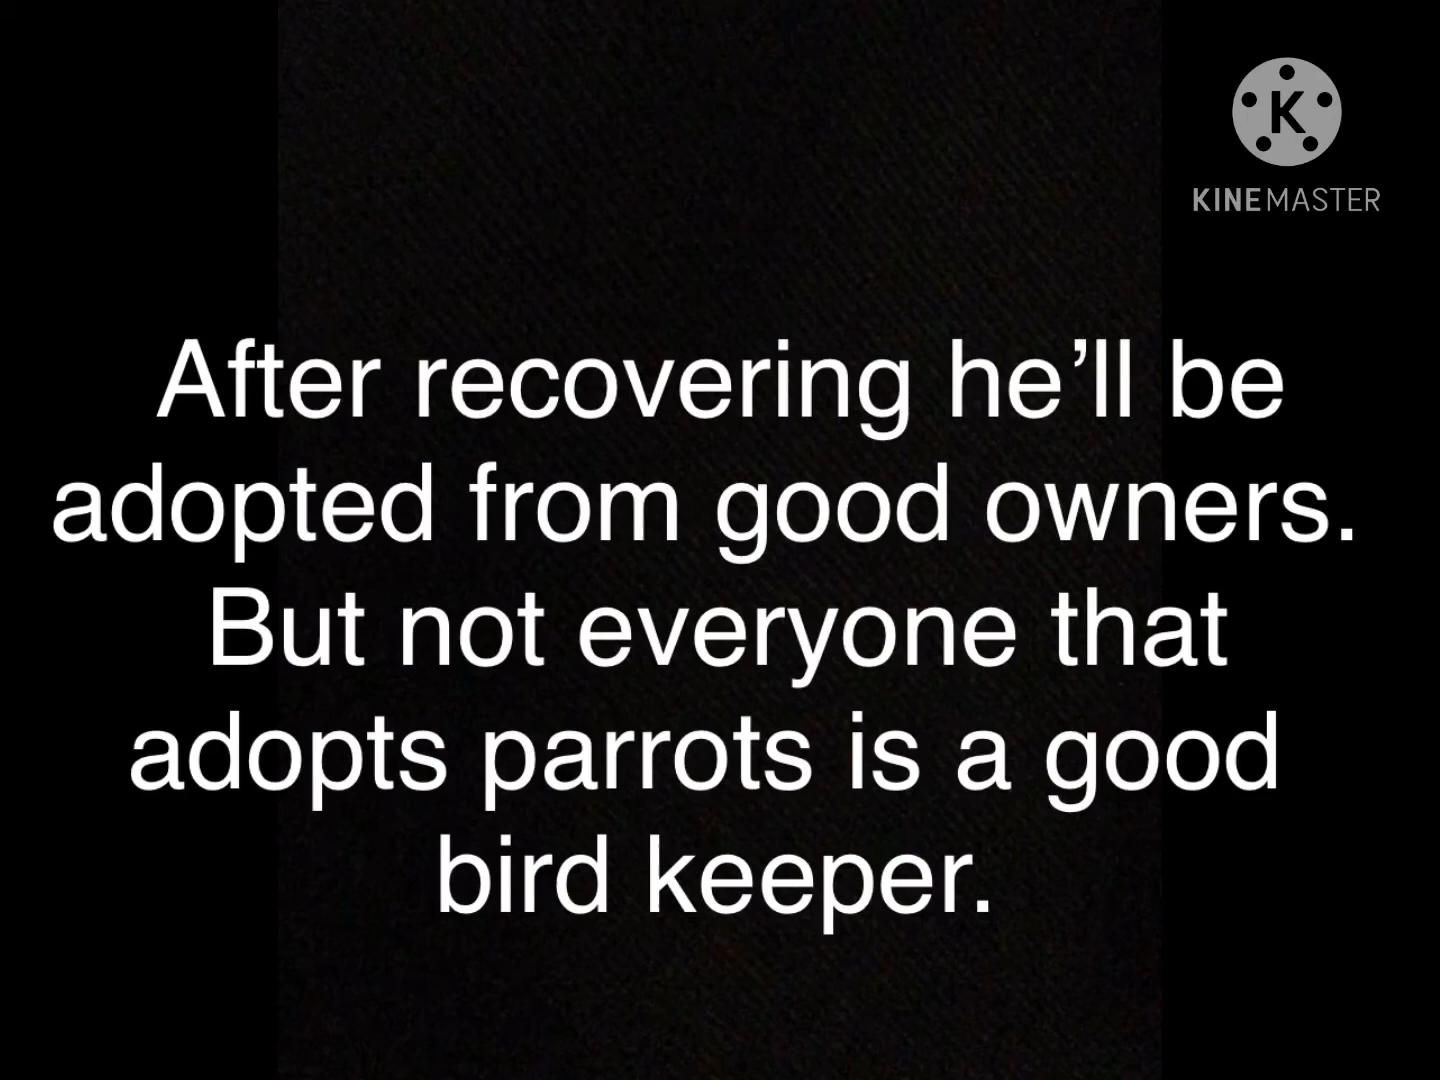 K
KINEMASTER
After recovering he’ll be
adopted from good owners.
But not everyone that
adopts parrots is a good
bird keeper.